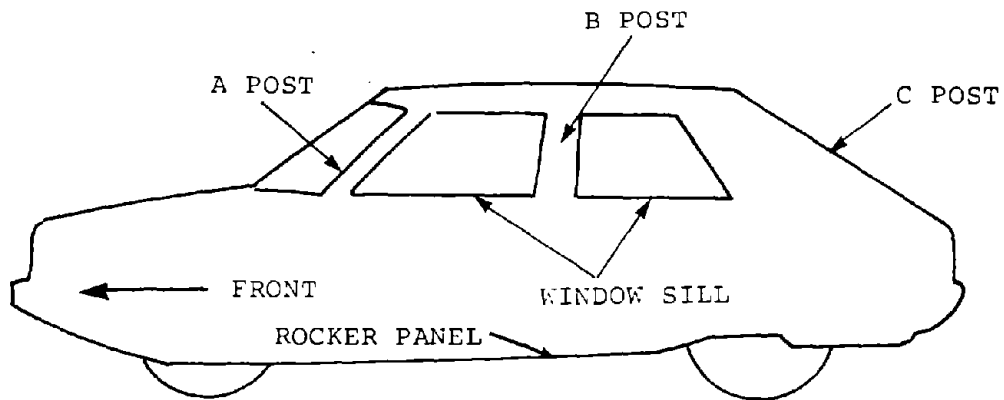 B POST
A POST
C POST
FRONT
WINDOW SILL
ROCKER PANEL